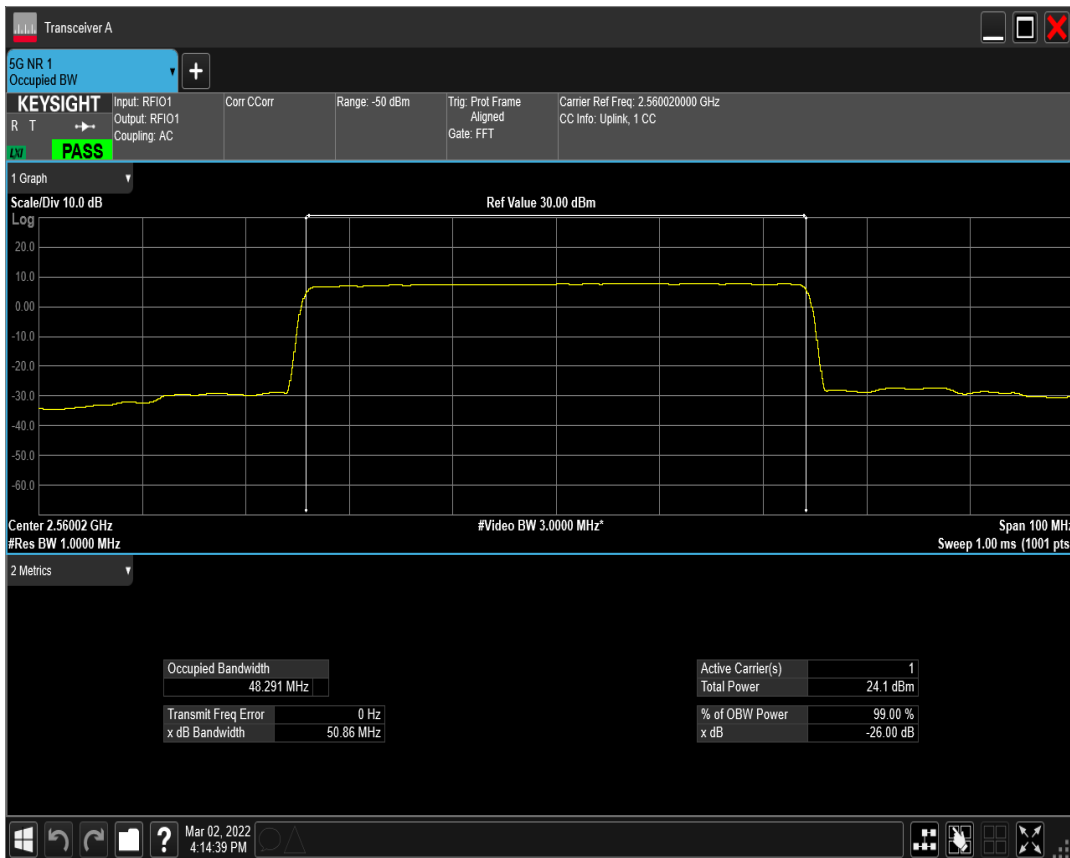 Transceiver A
5G NR 1
Occupied BW
+
KEYSIGHT
R T
LXI
PASS
Input: RFIO1
Output: RFIO1
Coupling: AC
Corr CCorr
Range: -50 dBm
Trig: Prot Frame
Aligned
Gate: FFT
Carrier Ref Freq: 2.560020000 GHz
CC Info: Uplink, 1 CC
1 Graph
Scale/Div 10.0 dB
Ref Value 30.00 dBm
Log
20.0
10.0
0.00
-10.0
-20.0
-30.0
-40.0
-50.0
-60.0
Center 2.56002 GHz
#Video BW 3.0000 MHz*
Span 100 MHz
#Res BW 1.0000 MHz
Sweep 1.00 ms (1001 pts
2 Metrics
Occupied Bandwidth
48.291 MHz
Transmit Freq Error 0 Hz
x dB Bandwidth 50.86 MHz
Active Carrier(s) 1
Total Power 24.1 dBm
% of OBW Power 99.00 %
x dB -26.00 dB
?
Mar 02, 2022
4:14:39 PM